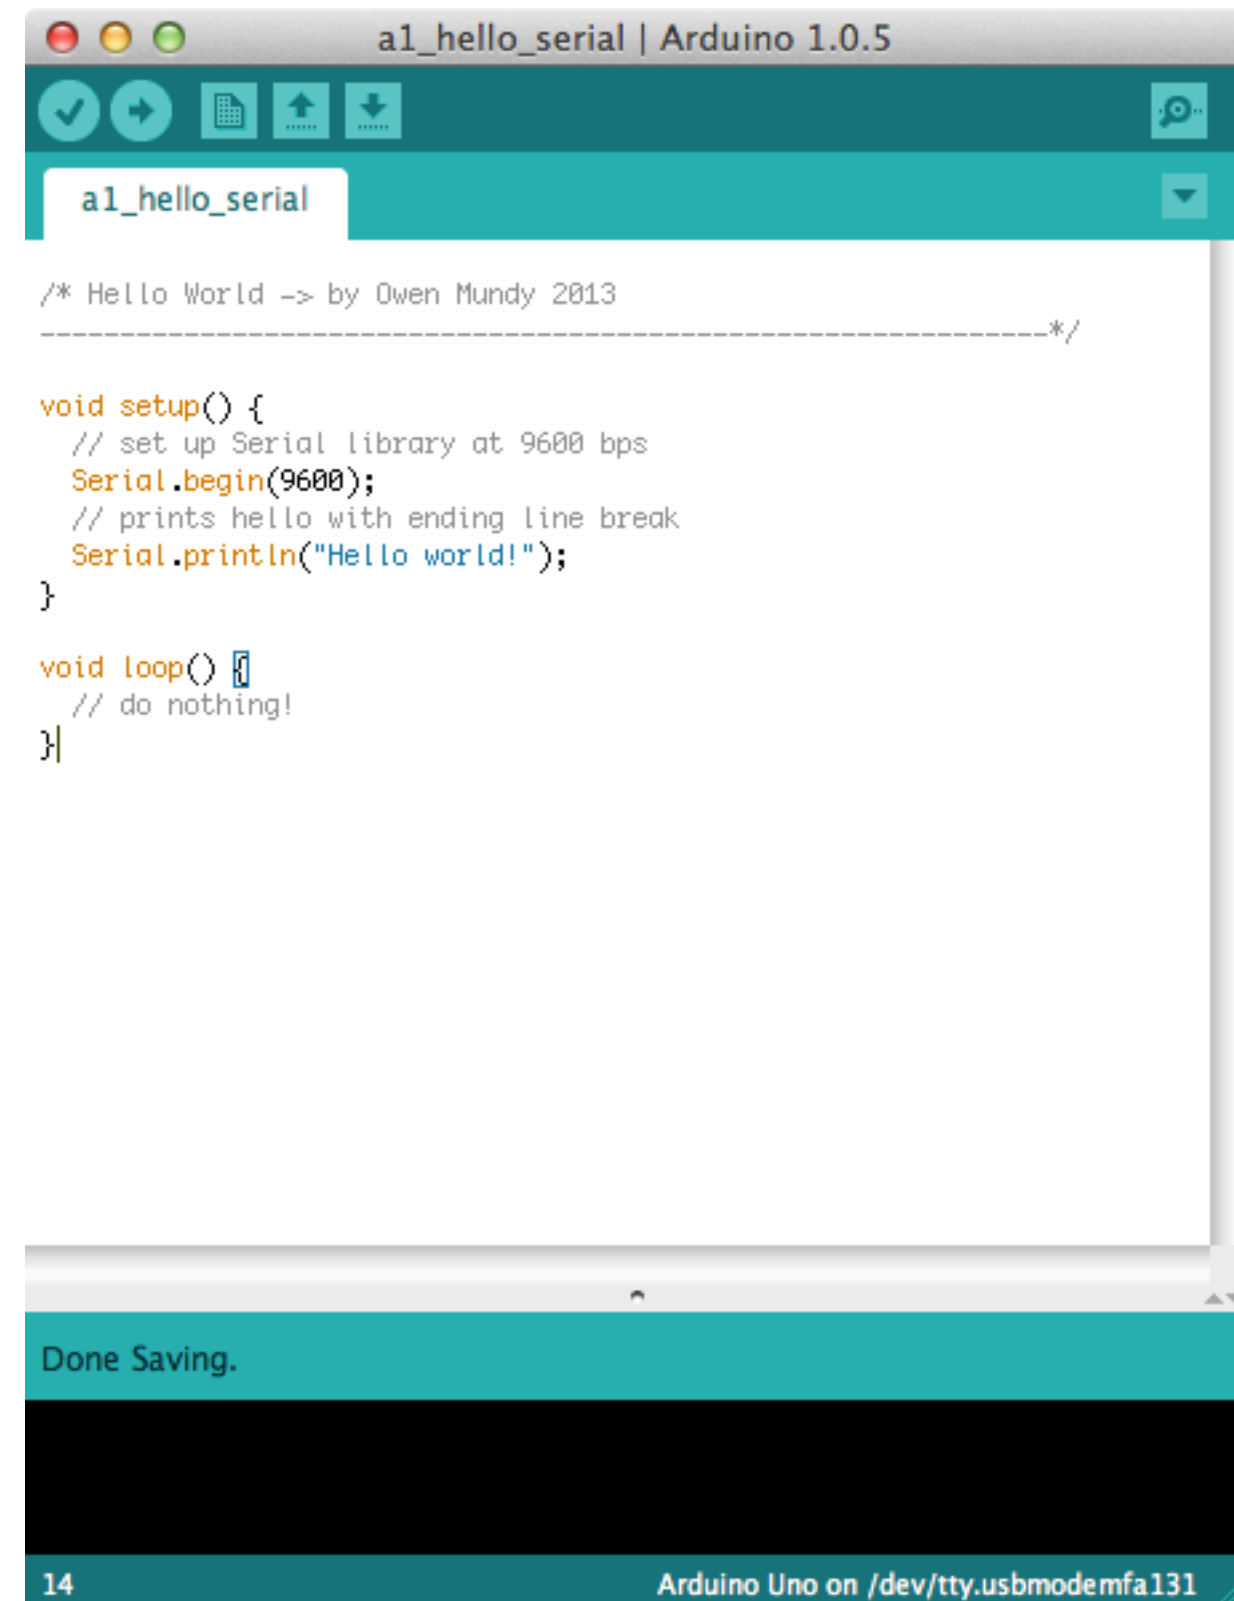 a1_hello_serial | Arduino 1.0.5
a1_hello_serial
/* Hello World -> by Owen Mundy 2013
---------------------------------------------------------------*/
void setup() {
  // set up Serial library at 9600 bps
  Serial.begin(9600);
  // prints hello with ending line break
  Serial.println("Hello world!");
}
void loop() {
  // do nothing!
}
Done Saving.
14
Arduino Uno on /dev/tty.usbmodemfa131